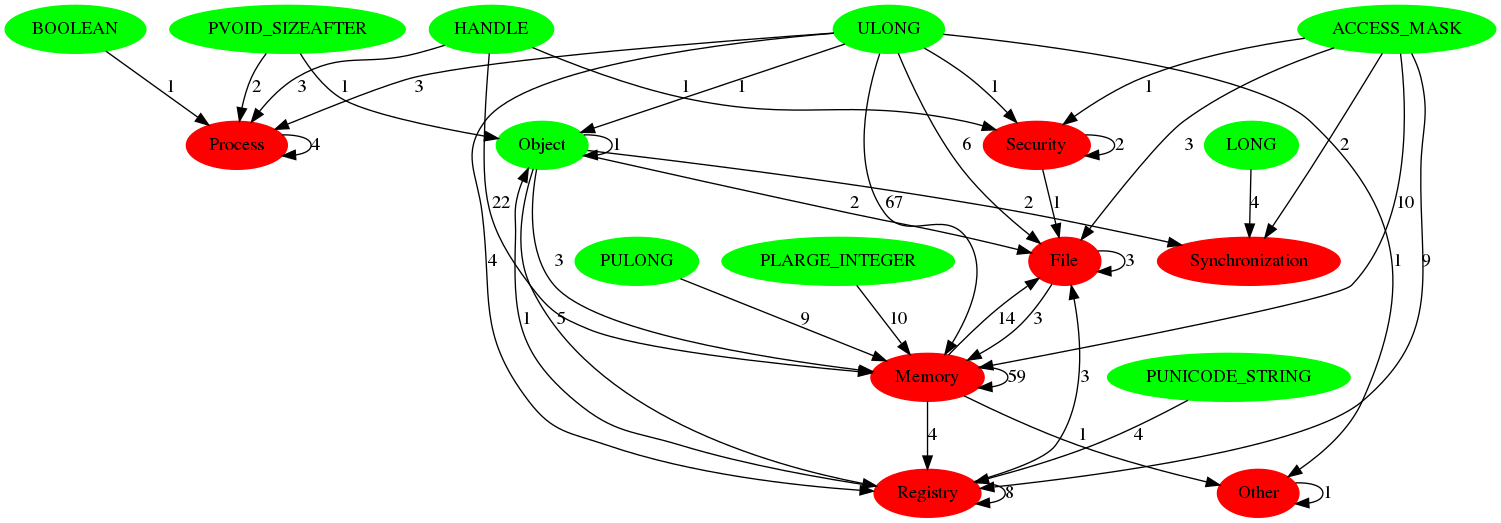 BOOLEAN PVOID_SIZEAFTER HANDLE ULONG ACCESS_MASK
1 2 3 1 3 1 1 1 1
Process 4 Object 1 6 Security 2 3 LONG 2
22 67 2 2 1 4 10
4 3 PULONG PLARGE_INTEGER File 3 Synchronization 1 9
1 5 9 10 14 3
Memory 59 3 PUNICODE_STRING
4 1 4
Registry 8 Other 1